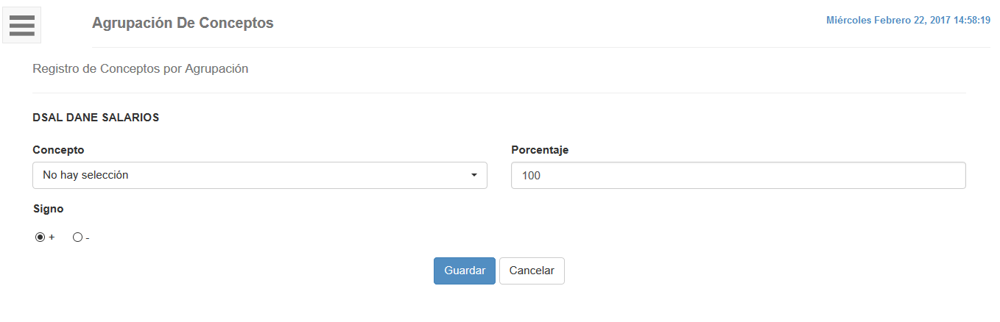 Agrupación De Conceptos
Miércoles Febrero 22, 2017 14:58:19
Registro de Conceptos por Agrupación
DSAL DANE SALARIOS
Concepto
Porcentaje
No hay selección
100
Signo
+ -
Guardar Cancelar